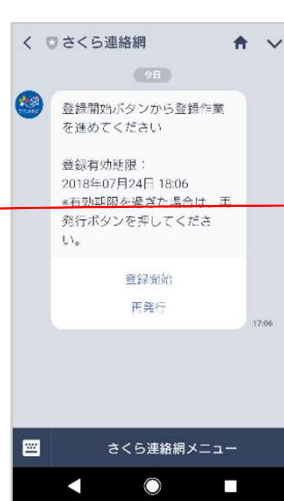 さくら連絡網
今日
登録開始ボタンから登録作業
を進めてください
登録有効期限：
2018年07月24日 18:06
※有効期限を過ぎた場合は、再
発行ボタンを押してくださ
い。
登録開始
再発行
17:06
さくら連絡網メニュー